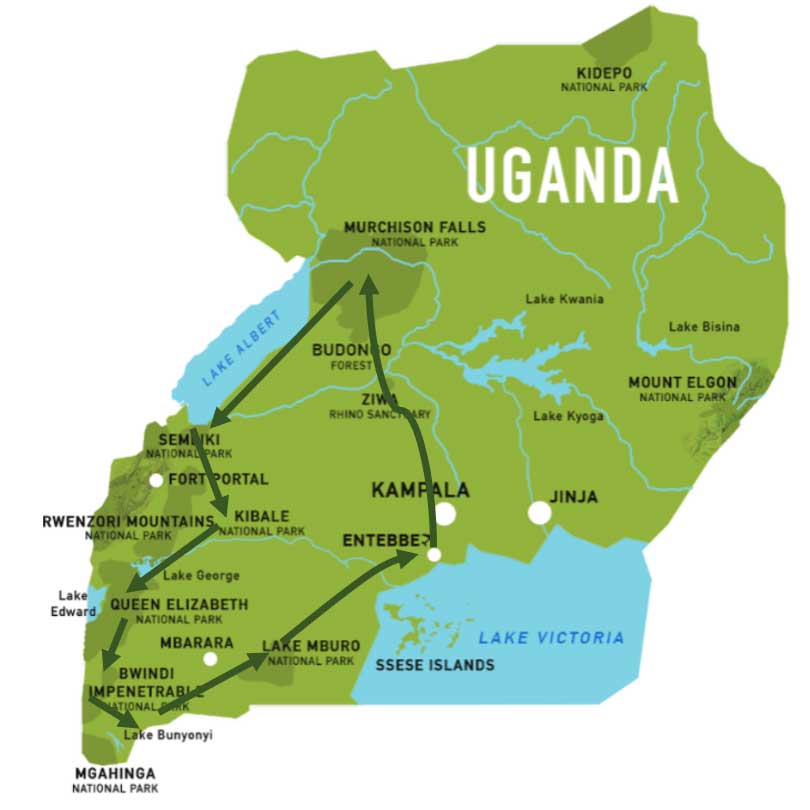 KIDEPO
NATIONAL PARK
UGANDA
MURCHISON FALLS
NATIONAL PARK
LAKE ALBERT
Lake Kwania
Lake Bisina
BUDONGO
FOREST
MOUNT ELGON
NATIONAL PARK
ZIWA
RHINO SANCTUARY
Lake Kyoga
SEMLIKI
NATIONAL PARK
FORT PORTAL
KAMPALA
JINJA
RWENZORI MOUNTAINS
NATIONAL PARK
KIBALE
NATIONAL PARK
ENTEBBE
Lake George
Lake
Edward
QUEEN ELIZABETH
NATIONAL PARK
MBARARA
LAKE MBURO
NATIONAL PARK
LAKE VICTORIA
SSESE ISLANDS
BWINDI
IMPENETRABLE
NATIONAL PARK
Lake Bunyonyi
MGAHINGA
NATIONAL PARK